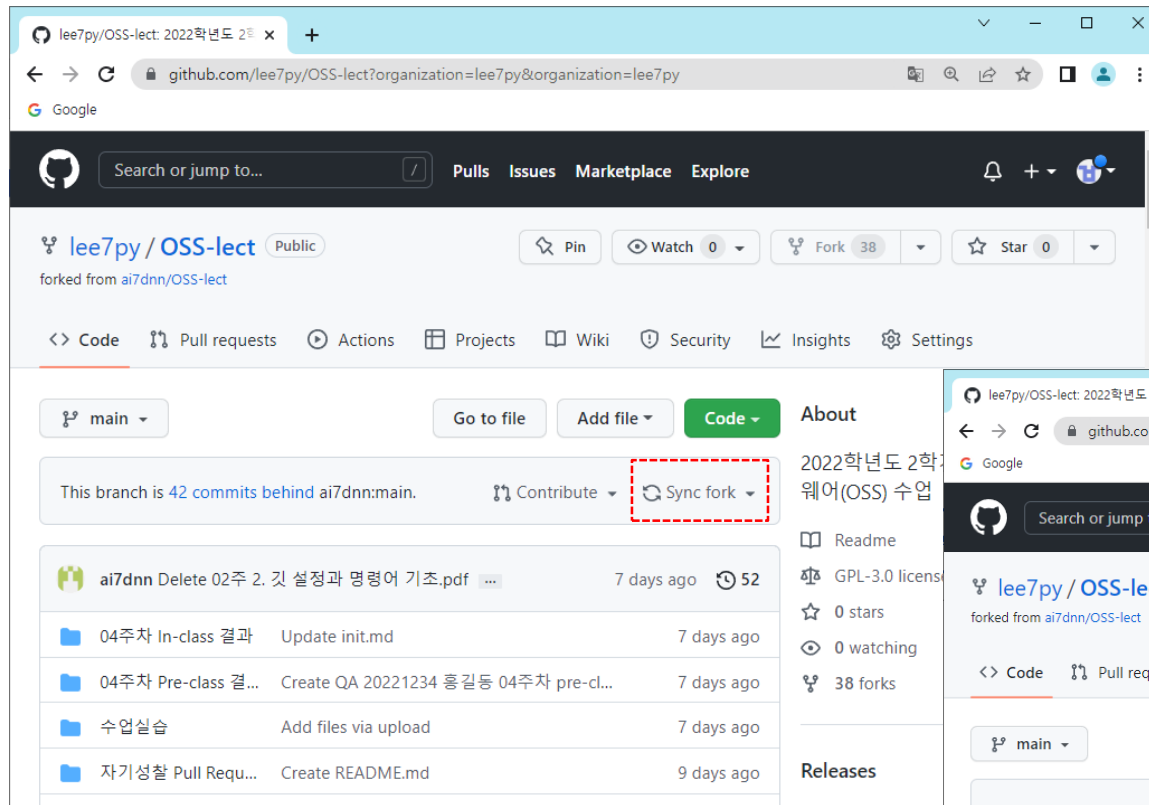 lee7py/OSS-lect: 2022학년도 2학
github.com/lee7py/OSS-lect?organization=lee7py&organization=lee7py
Google
Search or jump to... /
Pulls Issues Marketplace Explore
lee7py / OSS-lect Public
Pin Watch 0 Fork 38 Star 0
forked from ai7dnn/OSS-lect
Code Pull requests Actions Projects Wiki Insights Security Settings
main Go to file Add file Code
This branch is 42 commits behind ai7dnn:main. Contribute Sync fork
ai7dnn Delete 02주 2. 깃 설정과 명령어 기초.pdf ... 7 days ago 52
04주차 In-class 결과 Update init.md 7 days ago
04주차 Pre-class 결... Create QA 20221234 홍길동 04주차 pre-cl... 7 days ago
수업실습 Add files via upload 7 days ago
자기성찰 Pull Requ... Create README.md 9 days ago
About
2022학년도 2학
웨어(OSS) 수업
Readme
GPL-3.0 license
0 stars
0 watching
38 forks
Releases
lee7py/OSS-lect: 2022학년도
github.co
Google
Search or jump
lee7py / OSS-le
forked from ai7dnn/OSS-lect
Code Pull req
main